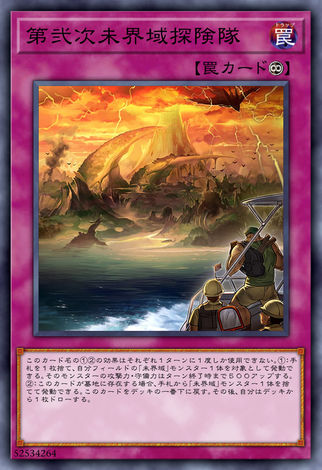 第弐次未界域探険隊
罠
トラップ
【罠カード】
このカード名の①②の効果はそれぞれ1ターンに1度しか使用できない。①：手
札を1枚捨て、自分フィールドの「未界域」モンスター1体を対象として発動で
きる。そのモンスターの攻撃力・守備力はターン終了時まで500アップする。
②：このカードが墓地に存在する場合、手札から「未界域」モンスター1体を捨
てて発動できる。このカードをデッキの一番下に戻す。その後、自分はデッキか
ら1枚ドローする。
52534264